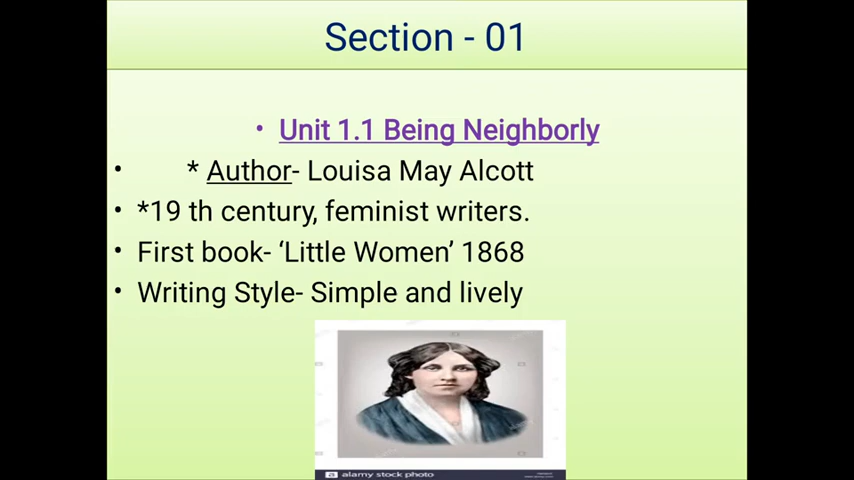 Section - 01
• Unit 1.1 Being Neighborly
• * Author- Louisa May Alcott
• *19 th century, feminist writers.
• First book- ‘Little Women’ 1868
• Writing Style- Simple and lively
a alamy stock photo